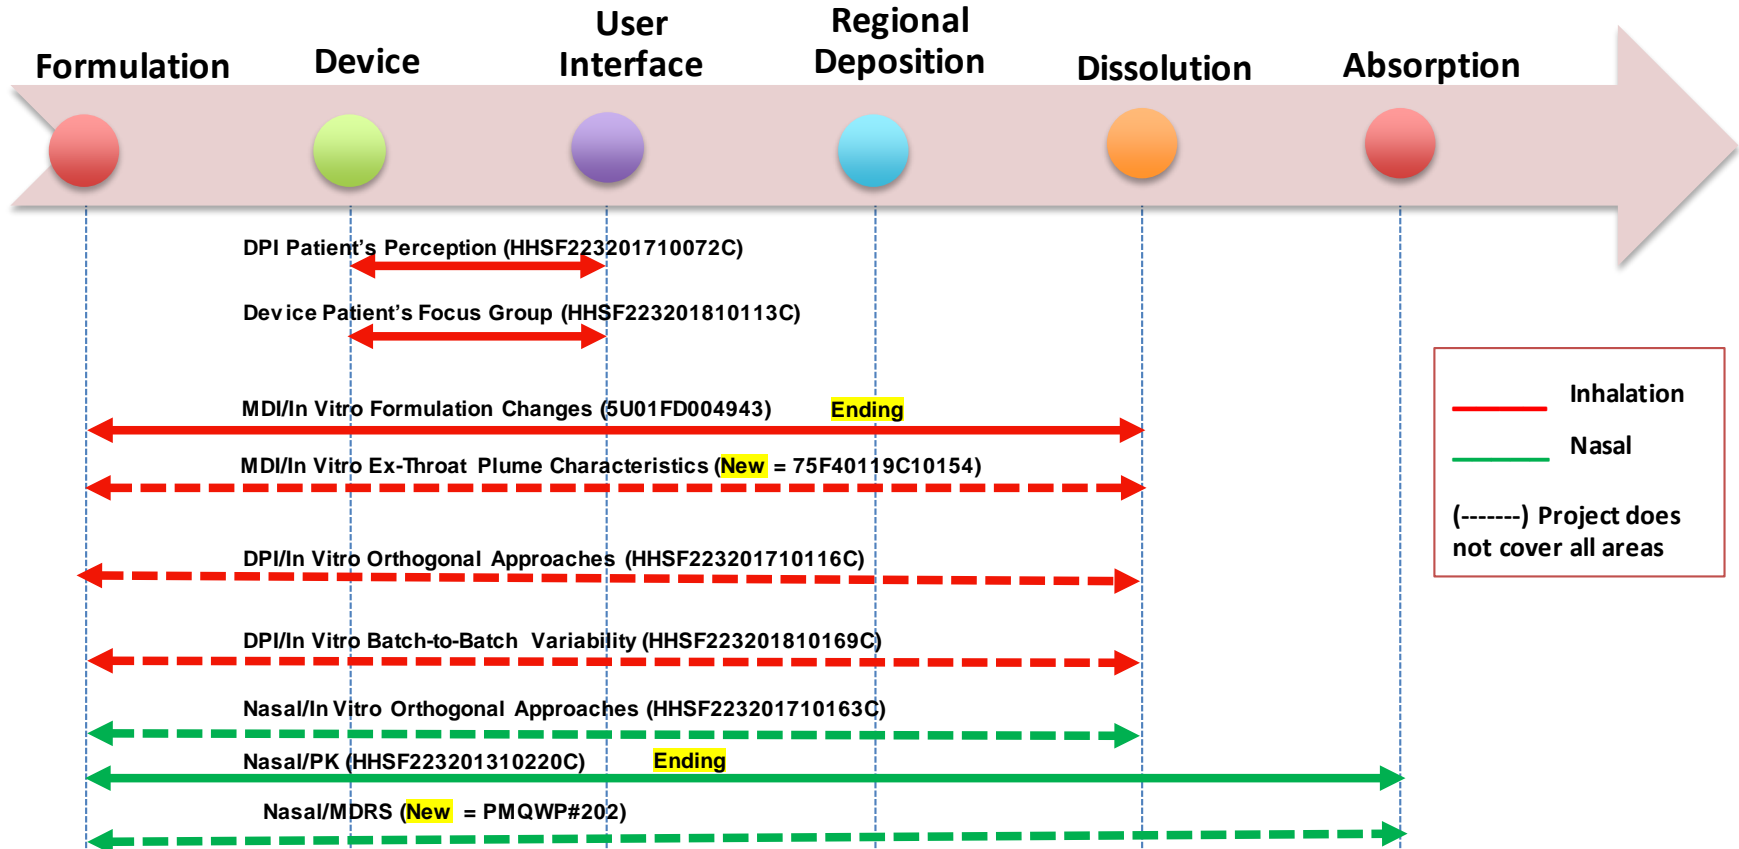 Formulation
Device
User
Interface
Regional
Deposition
Dissolution
Absorption
DPI Patient's Perception (HHSF223201710072C)
Device Patient's Focus Group (HHSF223201810113C)
MDI/In Vitro Formulation Changes (5U01FD004943) Ending
MDI/In Vitro Ex-Throat Plume Characteristics (New = 75F40119C10154)
DPI/In Vitro Orthogonal Approaches (HHSF223201710116C)
DPI/In Vitro Batch-to-Batch Variability (HHSF223201810169C)
Nasal/In Vitro Orthogonal Approaches (HHSF223201710163C)
Nasal/PK (HHSF223201310220C) Ending
Nasal/MDRS (New = PMQWP#202)
Inhalation
Nasal
(-------) Project does
not cover all areas